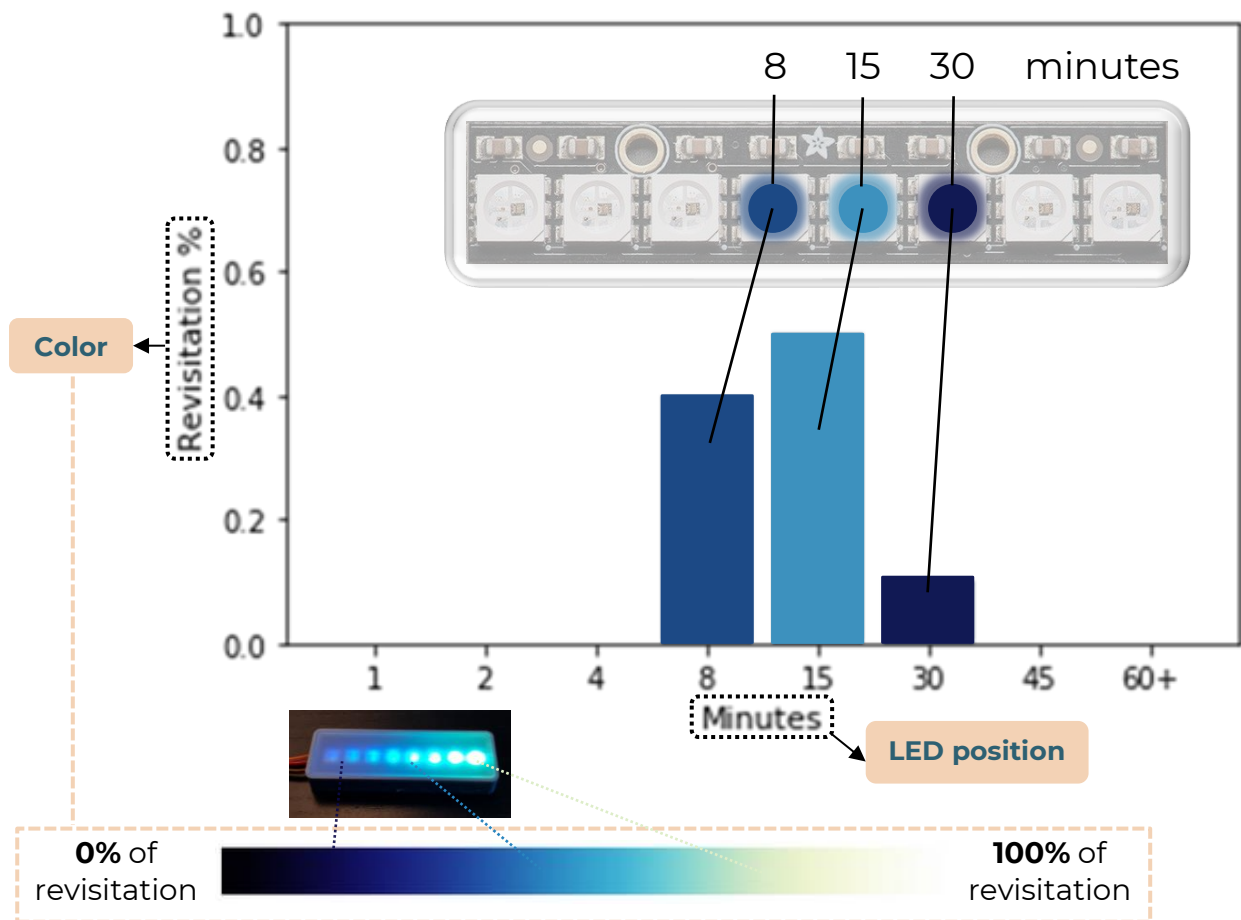 1.0
8 15 30 minutes
0.8
0.6
Revisitation %
Color
0.4
0.2
0.0
1 2 4 8 15 30 45 60+
Minutes
LED position
0% of
revisitation
100% of
revisitation